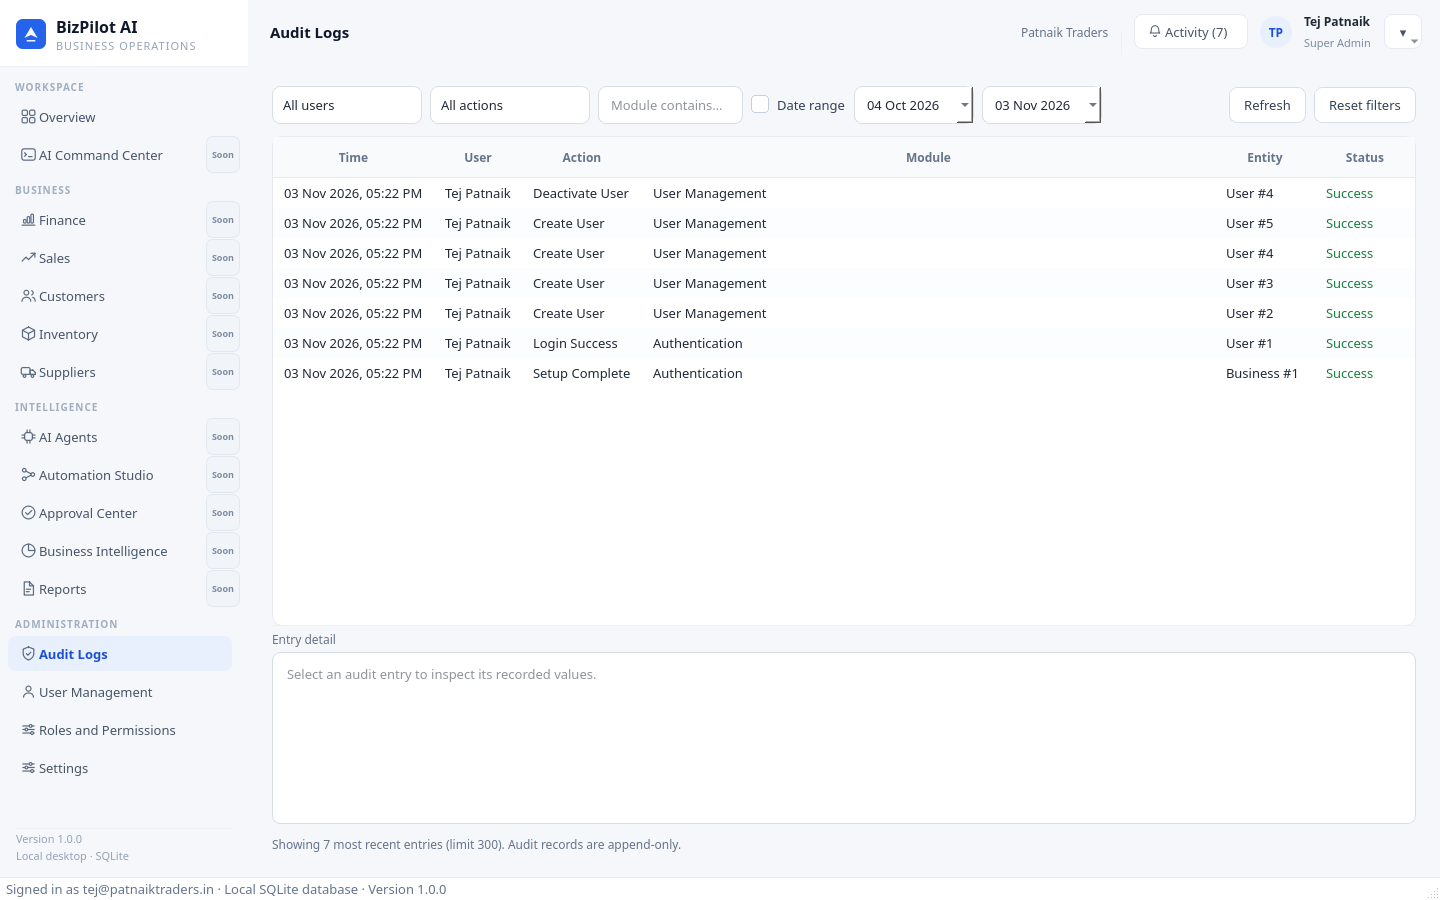 BizPilot AI
BUSINESS OPERATIONS
WORKSPACE
Overview
AI Command Center Soon
BUSINESS
Finance Soon
Sales Soon
Customers Soon
Inventory Soon
Suppliers Soon
INTELLIGENCE
AI Agents Soon
Automation Studio Soon
Approval Center Soon
Business Intelligence Soon
Reports Soon
ADMINISTRATION
Audit Logs
User Management
Roles and Permissions
Settings
Version 1.0.0
Local desktop · SQLite
Audit Logs
Patnaik Traders
Activity (7)
TP
Tej Patnaik
Super Admin
All users All actions Module contains... Date range 04 Oct 2026 03 Nov 2026 Refresh Reset filters
Time User Action Module Entity Status
03 Nov 2026, 05:22 PM Tej Patnaik Deactivate User User Management User #4 Success
03 Nov 2026, 05:22 PM Tej Patnaik Create User User Management User #5 Success
03 Nov 2026, 05:22 PM Tej Patnaik Create User User Management User #4 Success
03 Nov 2026, 05:22 PM Tej Patnaik Create User User Management User #3 Success
03 Nov 2026, 05:22 PM Tej Patnaik Create User User Management User #2 Success
03 Nov 2026, 05:22 PM Tej Patnaik Login Success Authentication User #1 Success
03 Nov 2026, 05:22 PM Tej Patnaik Setup Complete Authentication Business #1 Success
Entry detail
Select an audit entry to inspect its recorded values.
Showing 7 most recent entries (limit 300). Audit records are append-only.
Signed in as tej@patnaiktraders.in · Local SQLite database · Version 1.0.0